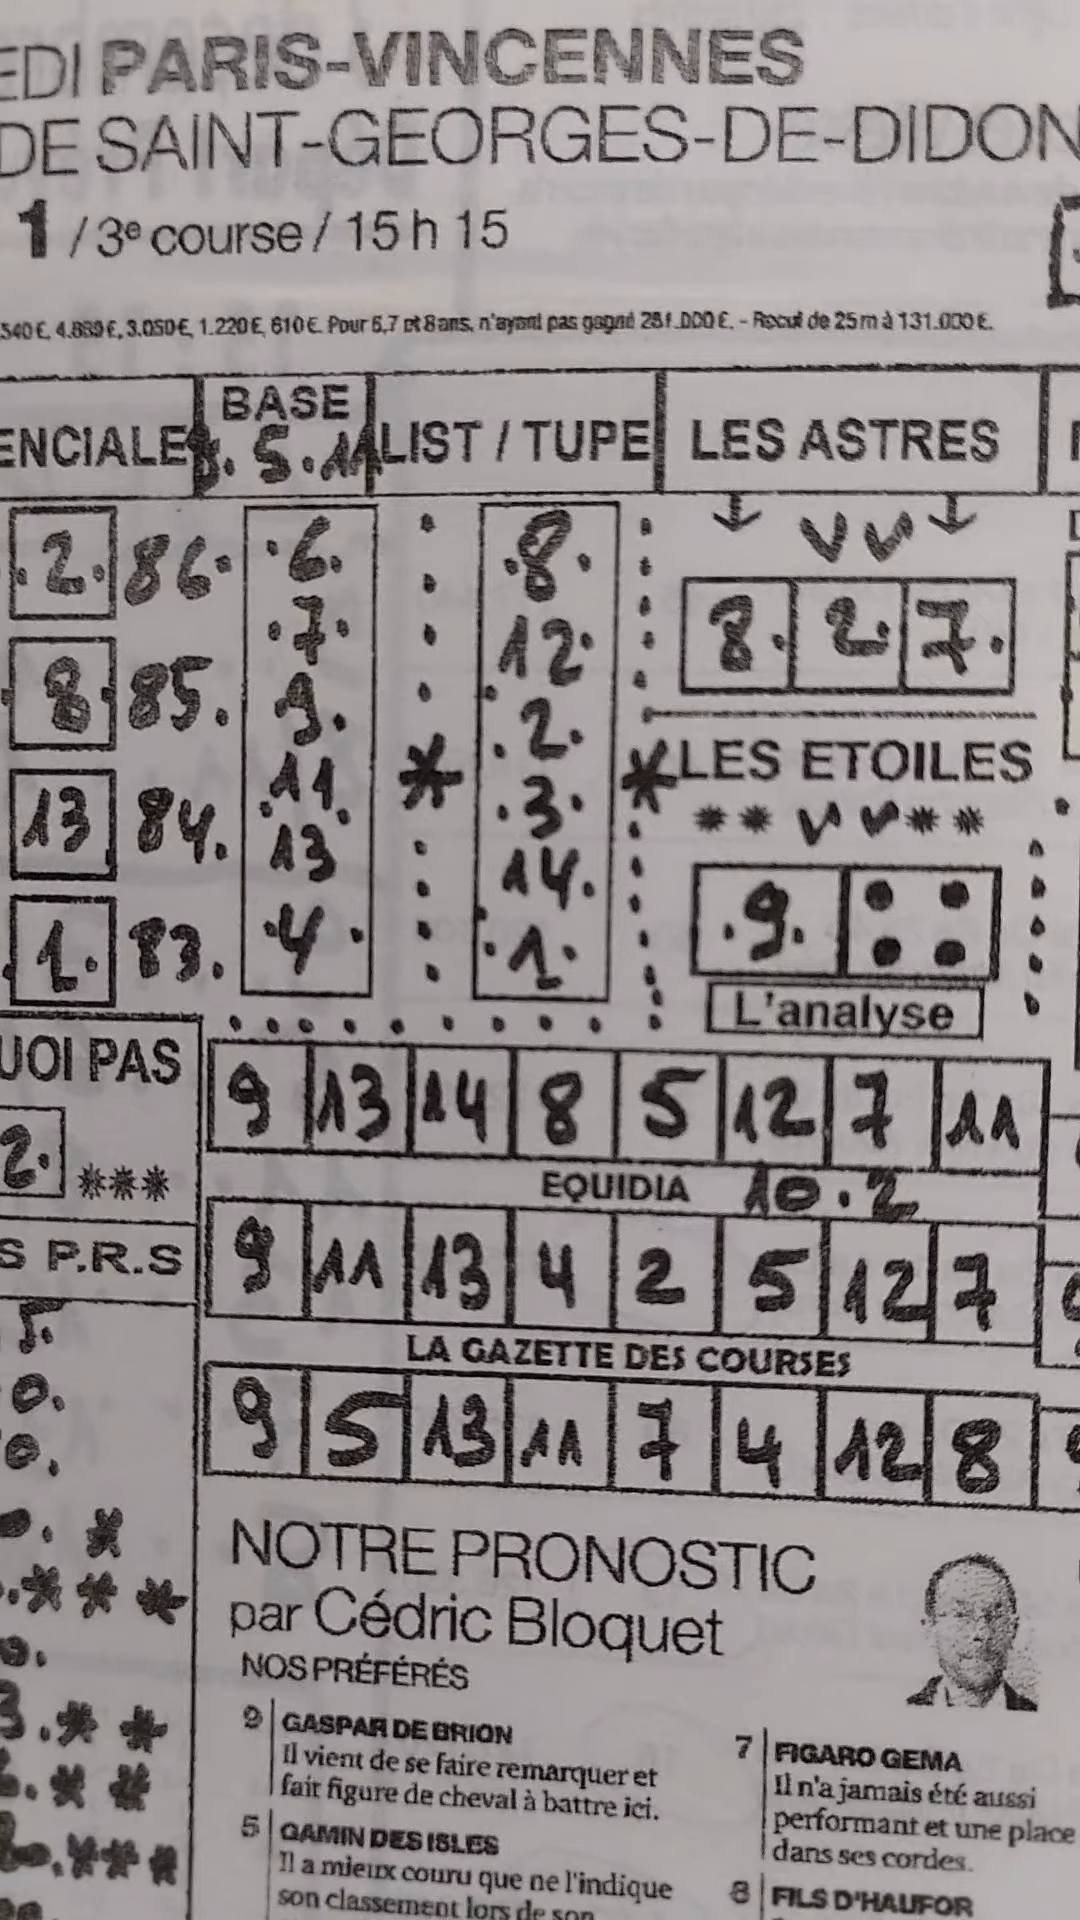 EDI PARIS-VINCENNES
DE SAINT-GEORGES-DE-DIDON
1 / 3e course / 15 h 15
540 €, 4.889 €, 3.050 €, 1.220 €, 610 €. Pour 6,7 et 8 ans, n'ayant pas gagné 281.000 €. - Recul de 25 m à 131.000 €.
ENCIALE
BASE
5.11
LIST / TUPE
LES ASTRES
.2. 86.
8. 85.
13 84.
1. 83.
.6.
.7.
9.
.11.
13
.4.
.8.
12.
.2.
.3.
14.
.1.
8. 2. 7.
LES ETOILES
.9.
L'analyse
UOI PAS
2.
9 13 14 8 5 12 7 11
EQUIDIA 10.2
S P.R.S
9 11 13 4 2 5 12 7
LA GAZETTE DES COURSES
9 5 13 11 7 4 12 8
NOTRE PRONOSTIC
par Cédric Bloquet
NOS PRÉFÉRÉS
9 GASPAR DE BRION
Il vient de se faire remarquer et
fait figure de cheval à battre ici.
5 GAMIN DES ISLES
Il a mieux couru que ne l'indique
son classement lors de son
7 FIGARO GEMA
Il n'a jamais été aussi
performant et une place
dans ses cordes.
8 FILS D'HAUFOR